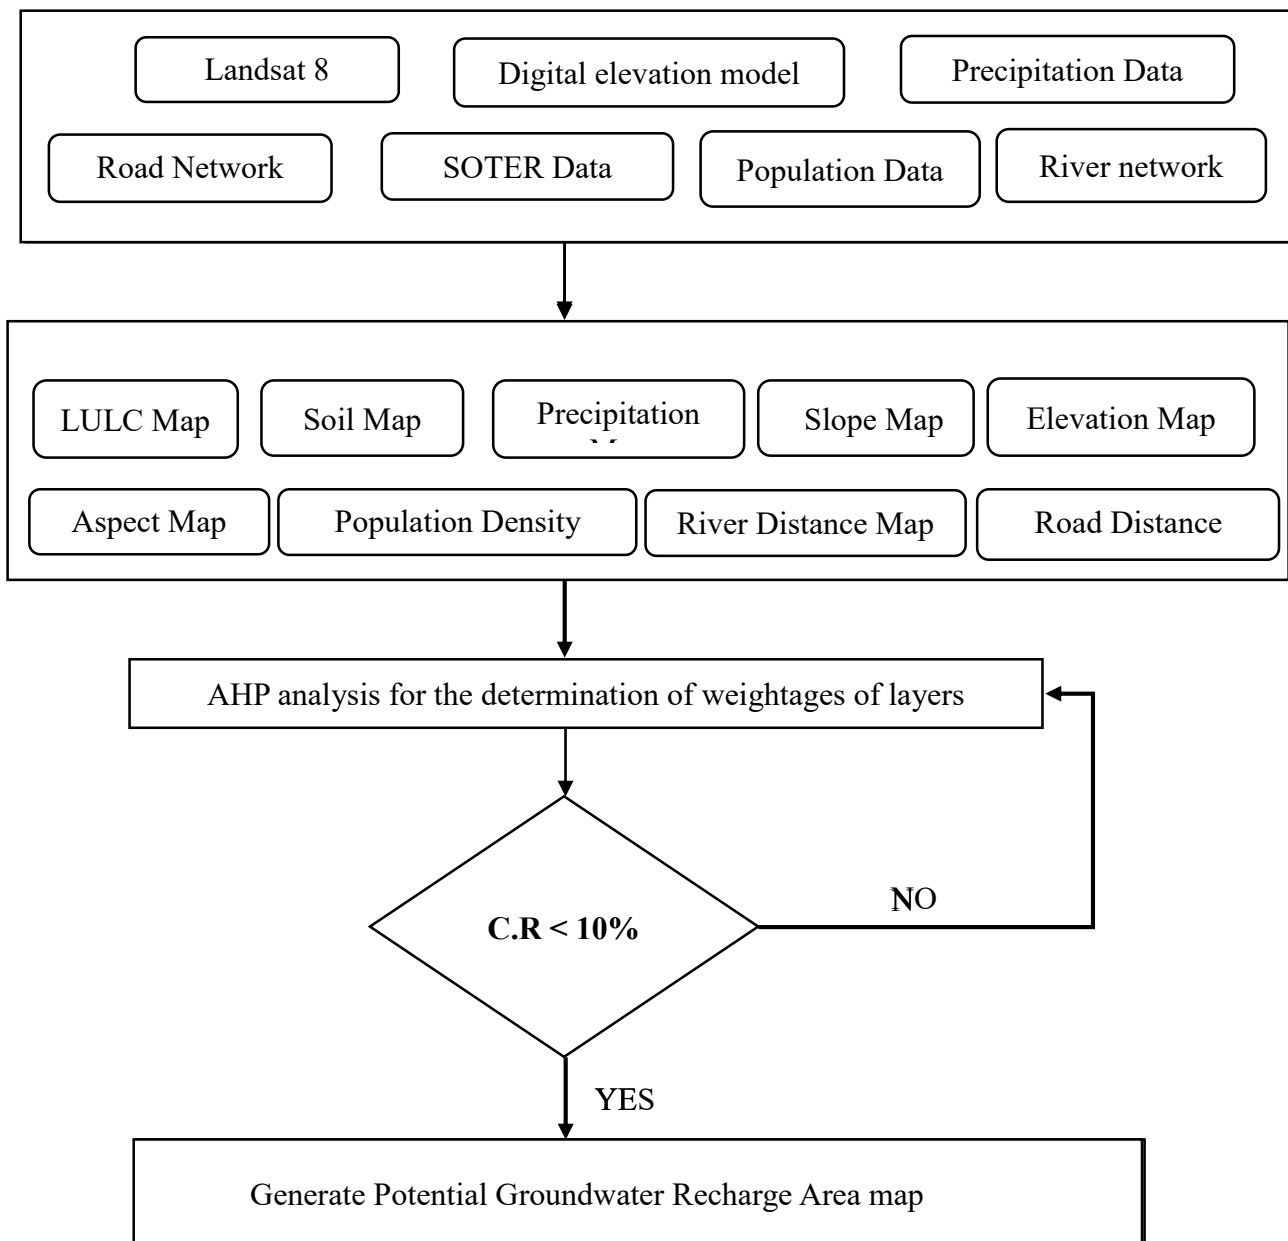 Landsat 8
Digital elevation model
Precipitation Data
Road Network
SOTER Data
Population Data
River network
LULC Map
Soil Map
Precipitation
Slope Map
Elevation Map
Aspect Map
Population Density
River Distance Map
Road Distance
AHP analysis for the determination of weightages of layers
C.R < 10%
NO
YES
Generate Potential Groundwater Recharge Area map